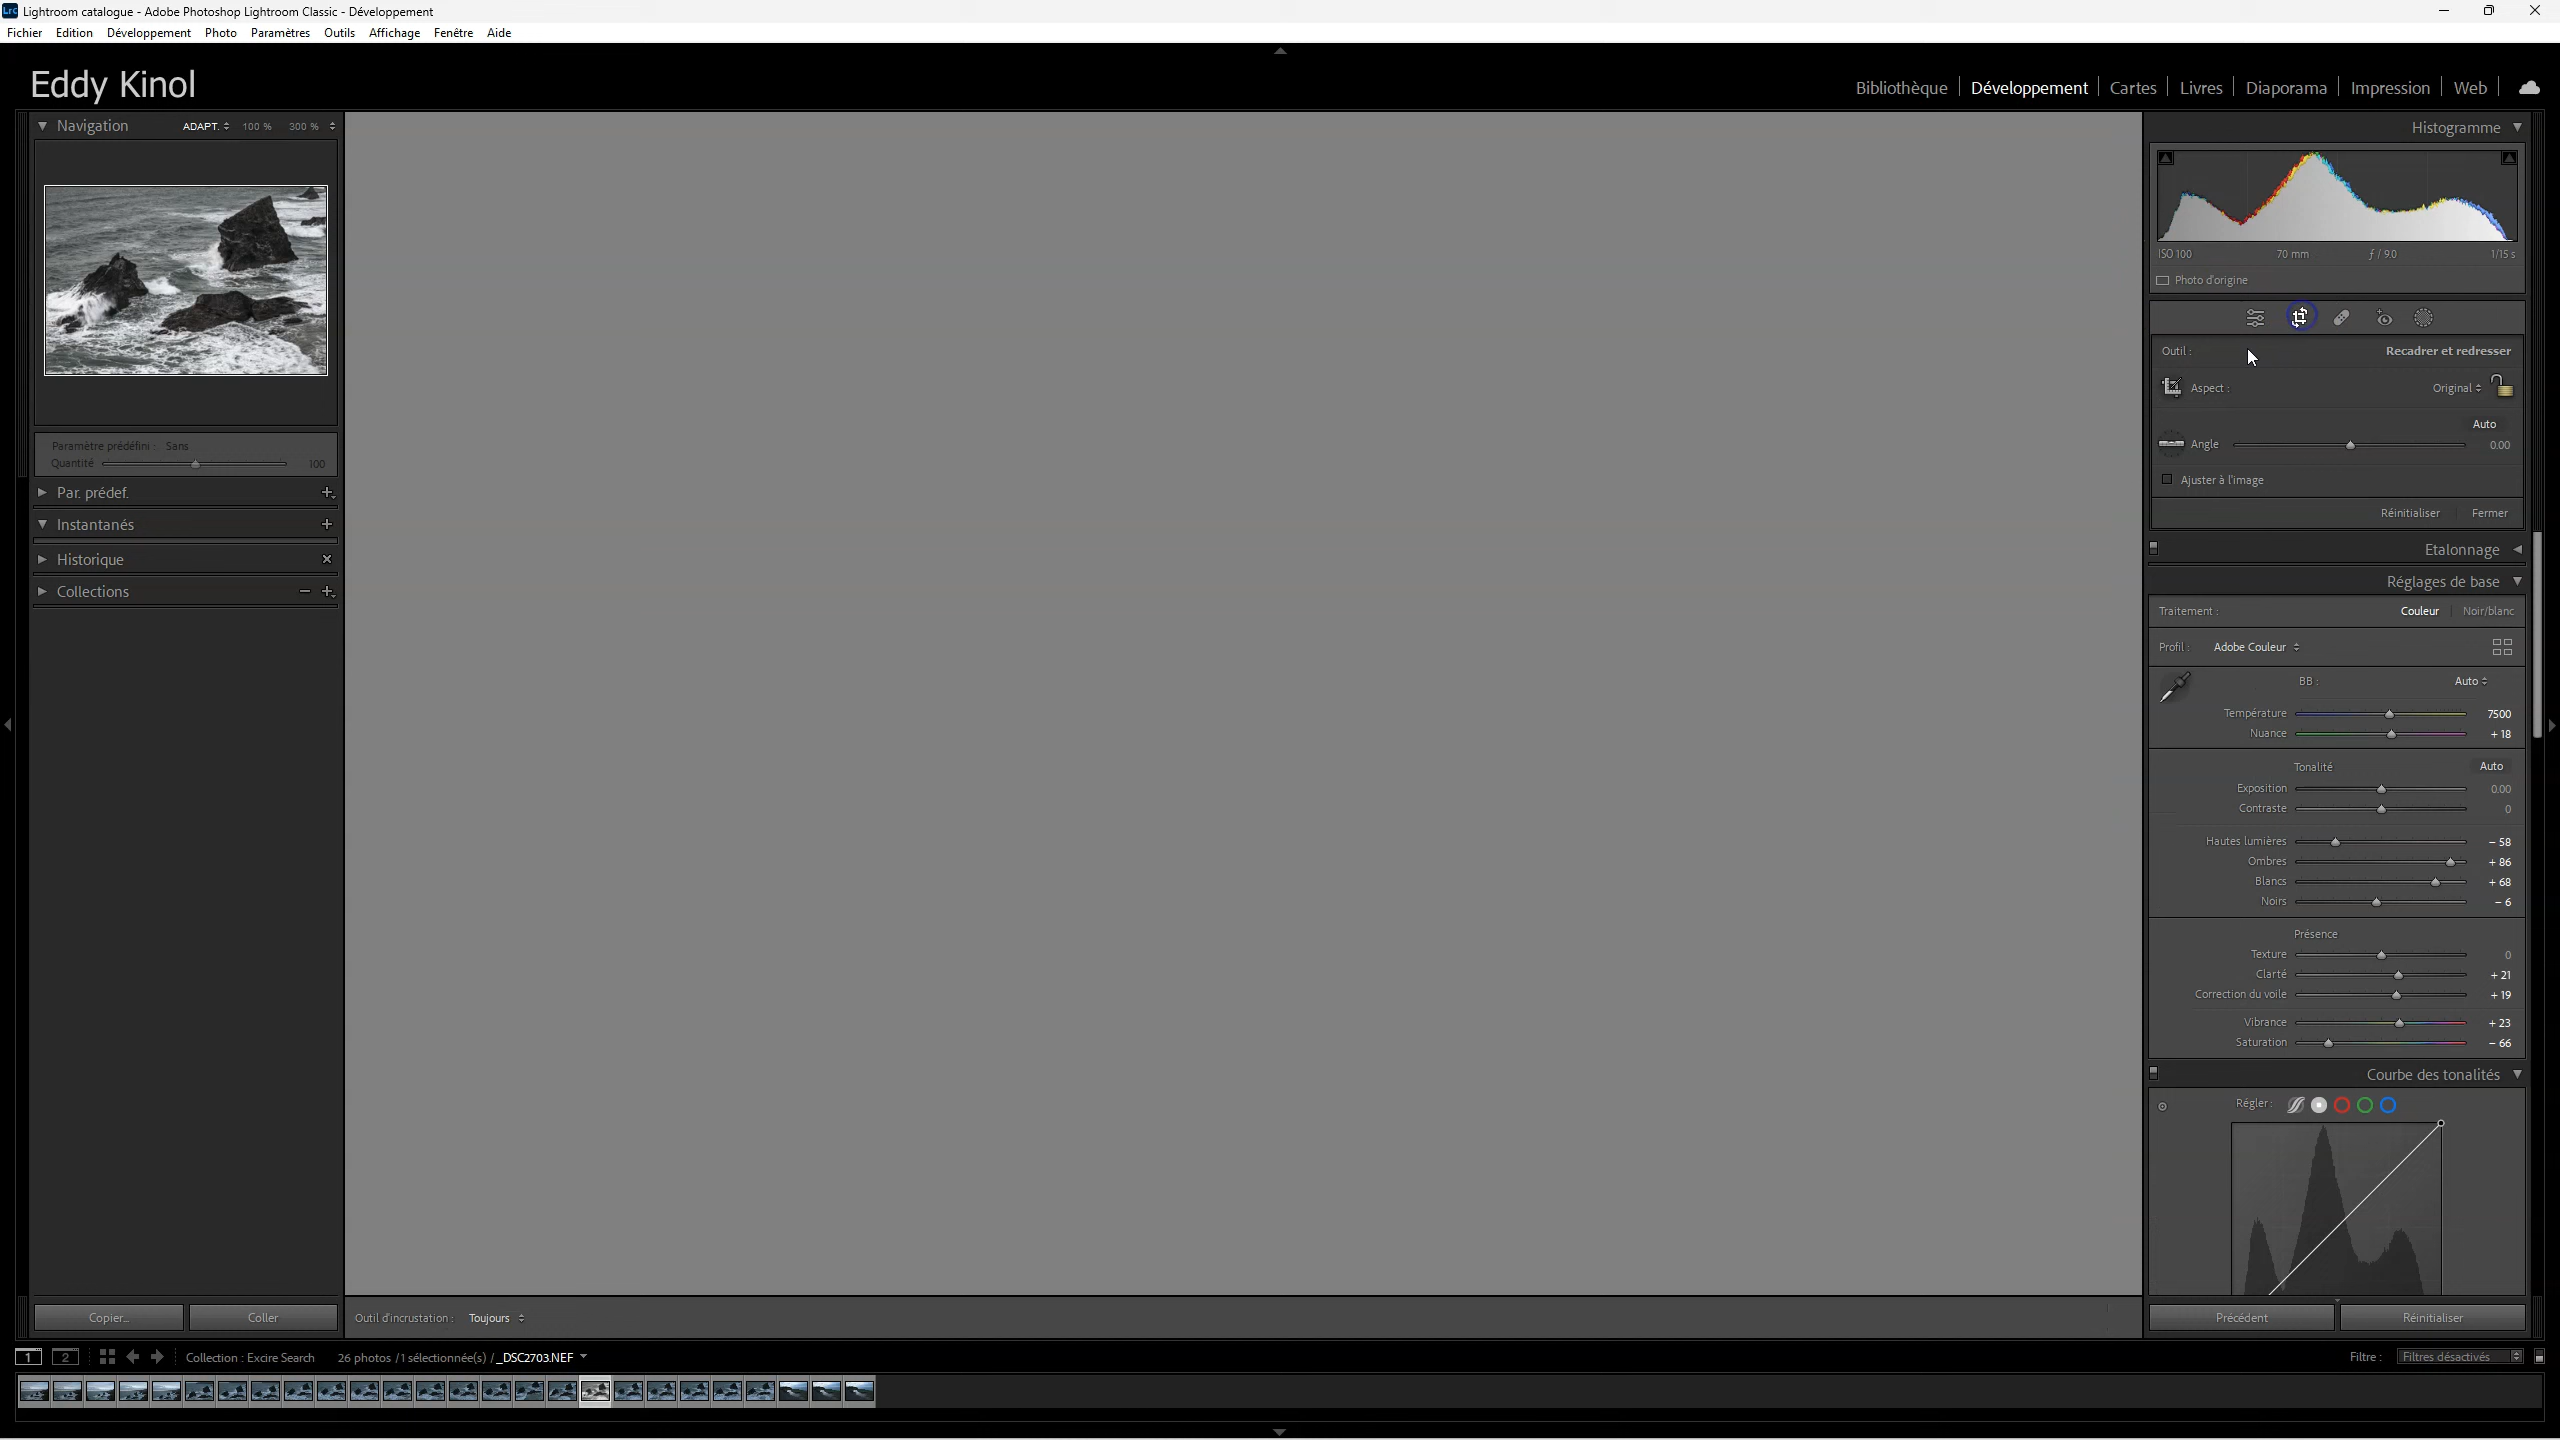 Lightroom catalogue - Adobe Photoshop Lightroom Classic - Développement
Fichier Edition Développement Photo Paramètres Outils Affichage Fenêtre Aide
Eddy Kinol
Bibliothèque Développement Cartes Livres Diaporama Impression Web
Navigation ADAPT. 100 % 300 %
Paramètre prédéfini : Sans
Quantité 100
Par. prédéf.
Instantanés
Historique
Collections
Copier... Coller
Outil d'incrustation : Toujours
Histogramme
ISO 100 70 mm ƒ / 9,0 1/15 s
Photo d'origine
Outil : Recadrer et redresser
Aspect : Original
Auto
Angle 0.00
Ajuster à l'image
Réinitialiser Fermer
Etalonnage
Réglages de base
Traitement : Couleur Noir/blanc
Profil : Adobe Couleur
BB : Auto
Température 7500
Nuance + 18
Tonalité Auto
Exposition 0.00
Contraste 0
Hautes lumières - 58
Ombres + 86
Blancs + 68
Noirs - 6
Présence
Texture 0
Clarté + 21
Correction du voile + 19
Vibrance + 23
Saturation - 66
Courbe des tonalités
Régler :
Précédent Réinitialiser
1 2 Collection : Excire Search 26 photos /1 sélectionnée(s) /_DSC2703.NEF
Filtre : Filtres désactivés